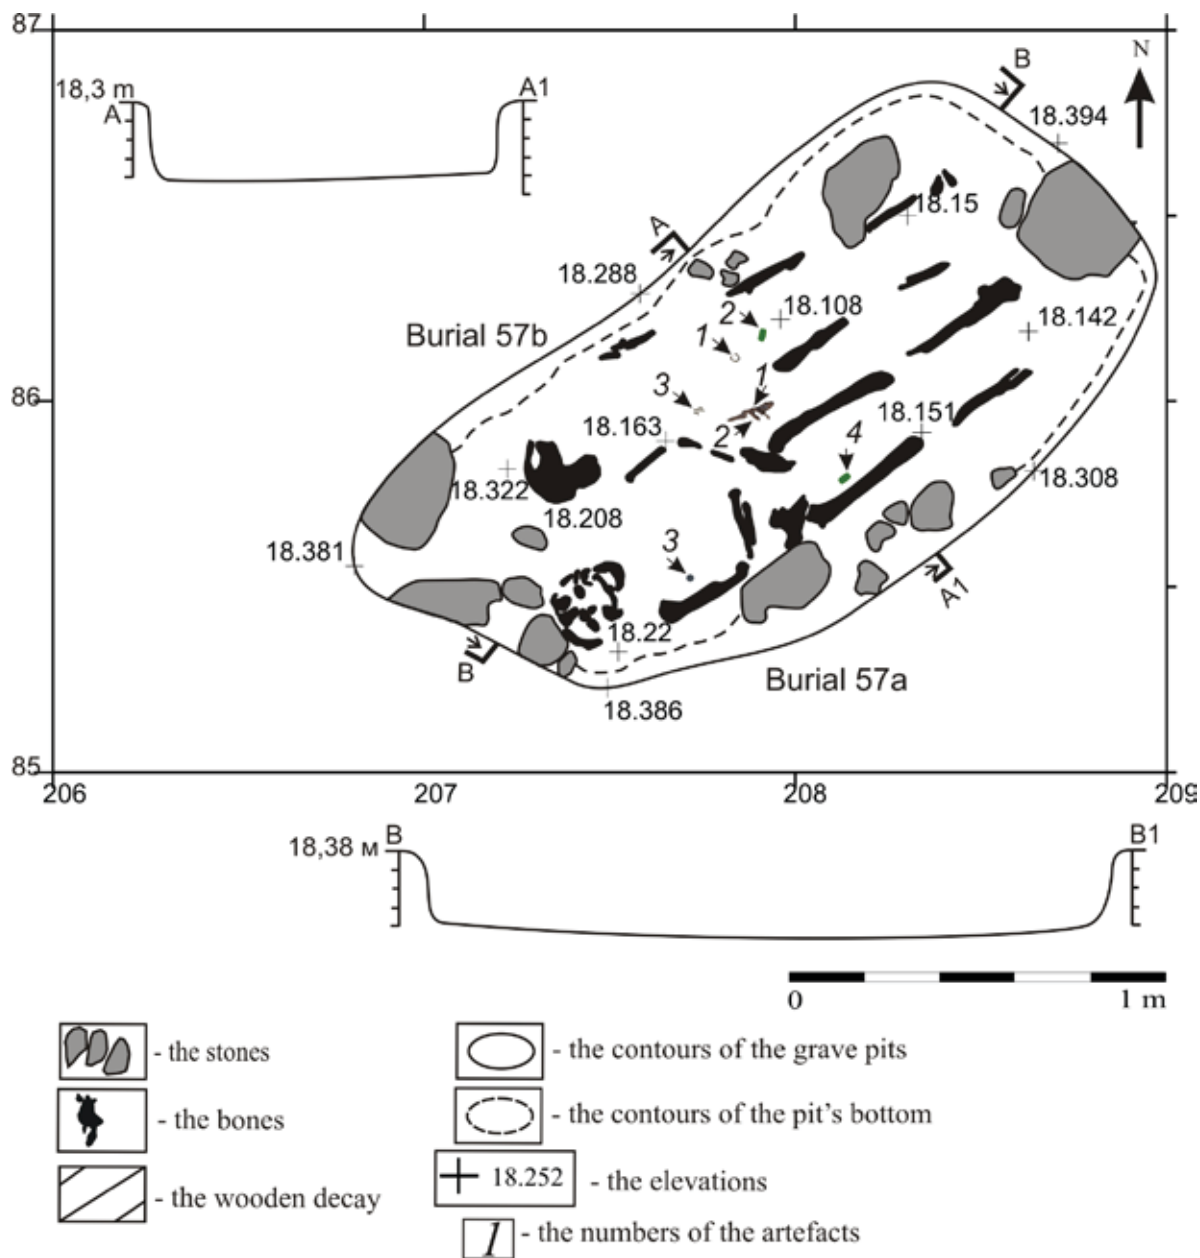 87
18,3 m
A
A1
B
N
18.394
18.15
A
18.288
2
18.108
18.142
Burial 57b
1
1
3
86
18.163
2
4
18.151
18.322
18.308
18.208
3
18.381
A1
18.22
B
Burial 57a
18.386
85
206
207
208
209
18,38 м
B
B1
0
1 m
- the stones
- the contours of the grave pits
- the bones
- the contours of the pit's bottom
18.252
- the elevations
- the wooden decay
1
- the numbers of the artefacts